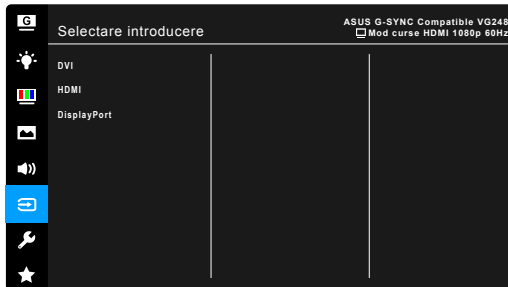 G
Selectare introducere
ASUS G-SYNC Compatible VG248
Mod curse HDMI 1080p 60Hz
DVI
HDMI
DisplayPort